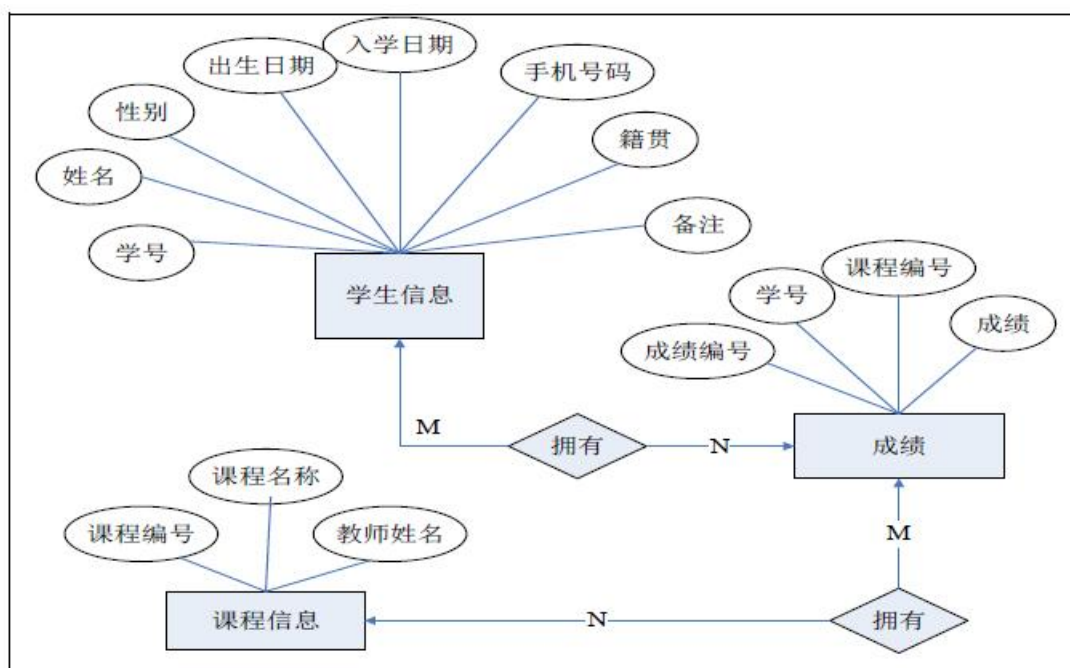 入学日期
出生日期
手机号码
性别
籍贯
姓名
备注
学号
学生信息
课程编号
学号
成绩
成绩编号
M
拥有
N
成绩
课程名称
课程编号
教师姓名
M
课程信息
N
拥有